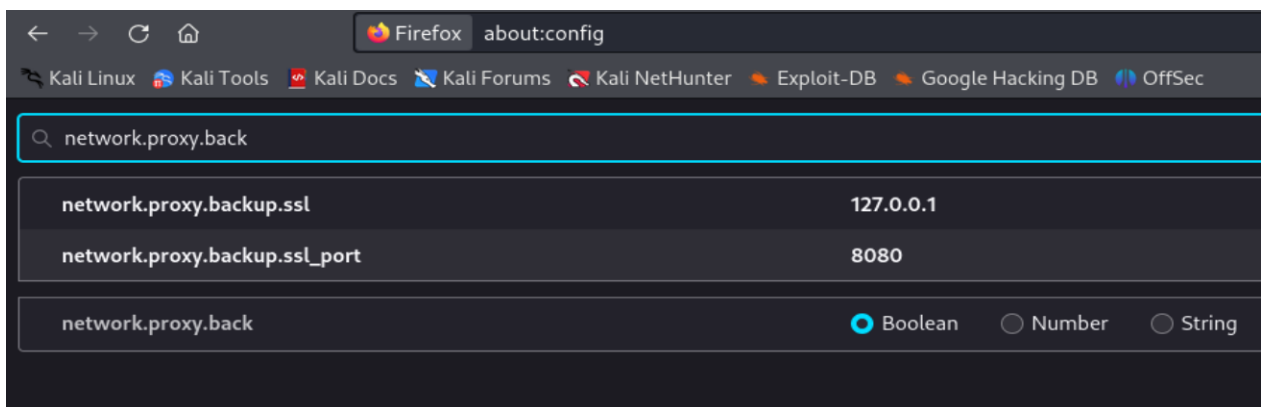 Firefox about:config
Kali Linux Kali Tools Kali Docs Kali Forums Kali NetHunter Exploit-DB Google Hacking DB OffSec
network.proxy.back
network.proxy.backup.ssl 127.0.0.1
network.proxy.backup.ssl_port 8080
network.proxy.back Boolean Number String